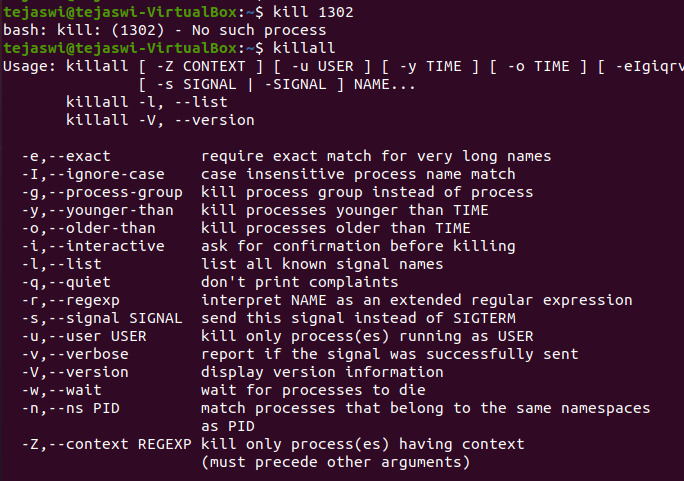 tejaswi@tejaswi-VirtualBox:~$ kill 1302
bash: kill: (1302) - No such process
tejaswi@tejaswi-VirtualBox:~$ killall
Usage: killall [ -Z CONTEXT ] [ -u USER ] [ -y TIME ] [ -o TIME ] [ -eIgiqrv
               [ -s SIGNAL | -SIGNAL ] NAME...
       killall -l, --list
       killall -V, --version

  -e,--exact          require exact match for very long names
  -I,--ignore-case    case insensitive process name match
  -g,--process-group  kill process group instead of process
  -y,--younger-than   kill processes younger than TIME
  -o,--older-than     kill processes older than TIME
  -i,--interactive    ask for confirmation before killing
  -l,--list           list all known signal names
  -q,--quiet          don't print complaints
  -r,--regexp         interpret NAME as an extended regular expression
  -s,--signal SIGNAL  send this signal instead of SIGTERM
  -u,--user USER      kill only process(es) running as USER
  -v,--verbose        report if the signal was successfully sent
  -V,--version        display version information
  -w,--wait           wait for processes to die
  -n,--ns PID         match processes that belong to the same namespaces
                      as PID
  -Z,--context REGEXP kill only process(es) having context
                      (must precede other arguments)